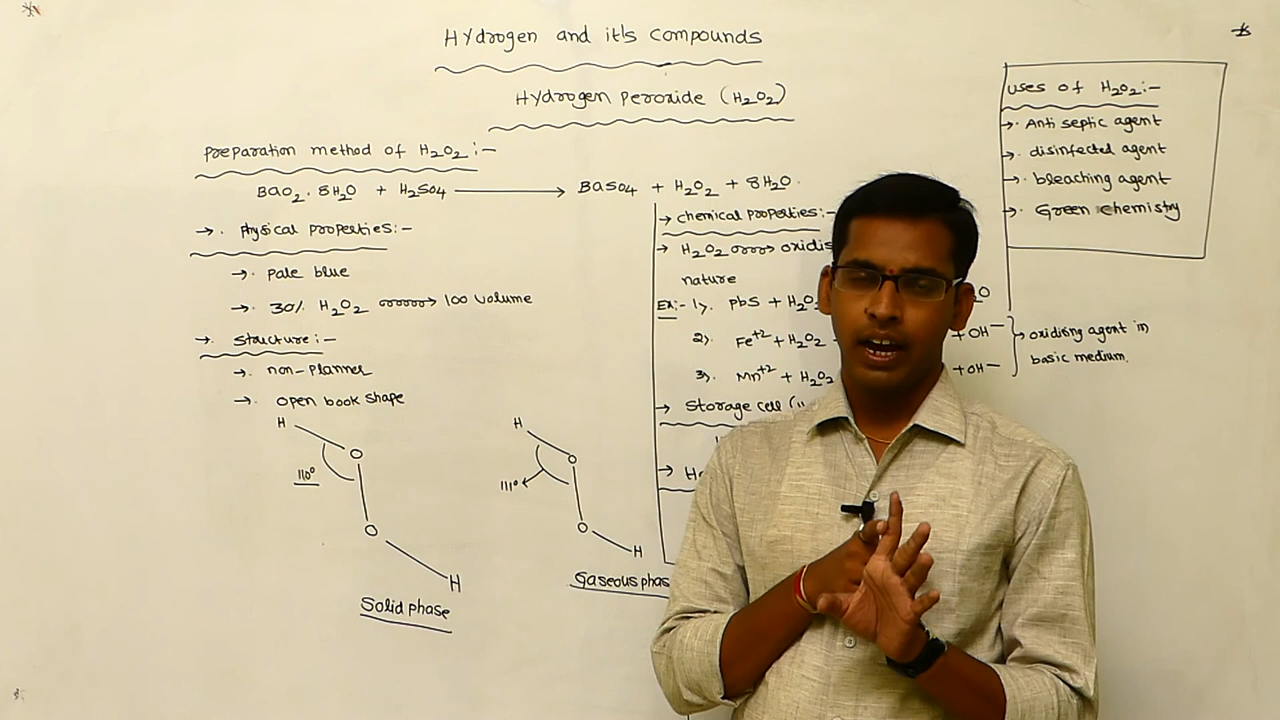 Hydrogen and it's compounds
Hydrogen Peroxide (H₂O₂)
Preparation method of H₂O₂ :-
BaO₂ · 8H₂O + H₂SO₄ ⟶ BaSO₄ + H₂O₂ + 8H₂O.
→. Physical properties:-
→. Pale blue
→. 30% H₂O₂ → 100 volume
→. Structure:-
→. non-planner
→. Open book shape
H
O
110°
O
H
Solid phase
H
O
111°
O
H
Gaseous phas
→ chemical properties:-
→ H₂O₂ → oxidis
nature
Ex:- 1). PbS + H₂O₂
O
2). Fe⁺² + H₂O₂
+ OH⁻
3). Mn⁺² + H₂O₂
+ OH⁻
→ oxidising agent in
basic medium.
→ Storage cell (
→ H
uses of H₂O₂:-
→. Anti septic agent
→. disinfected agent
→. bleaching agent
→. Green chemistry